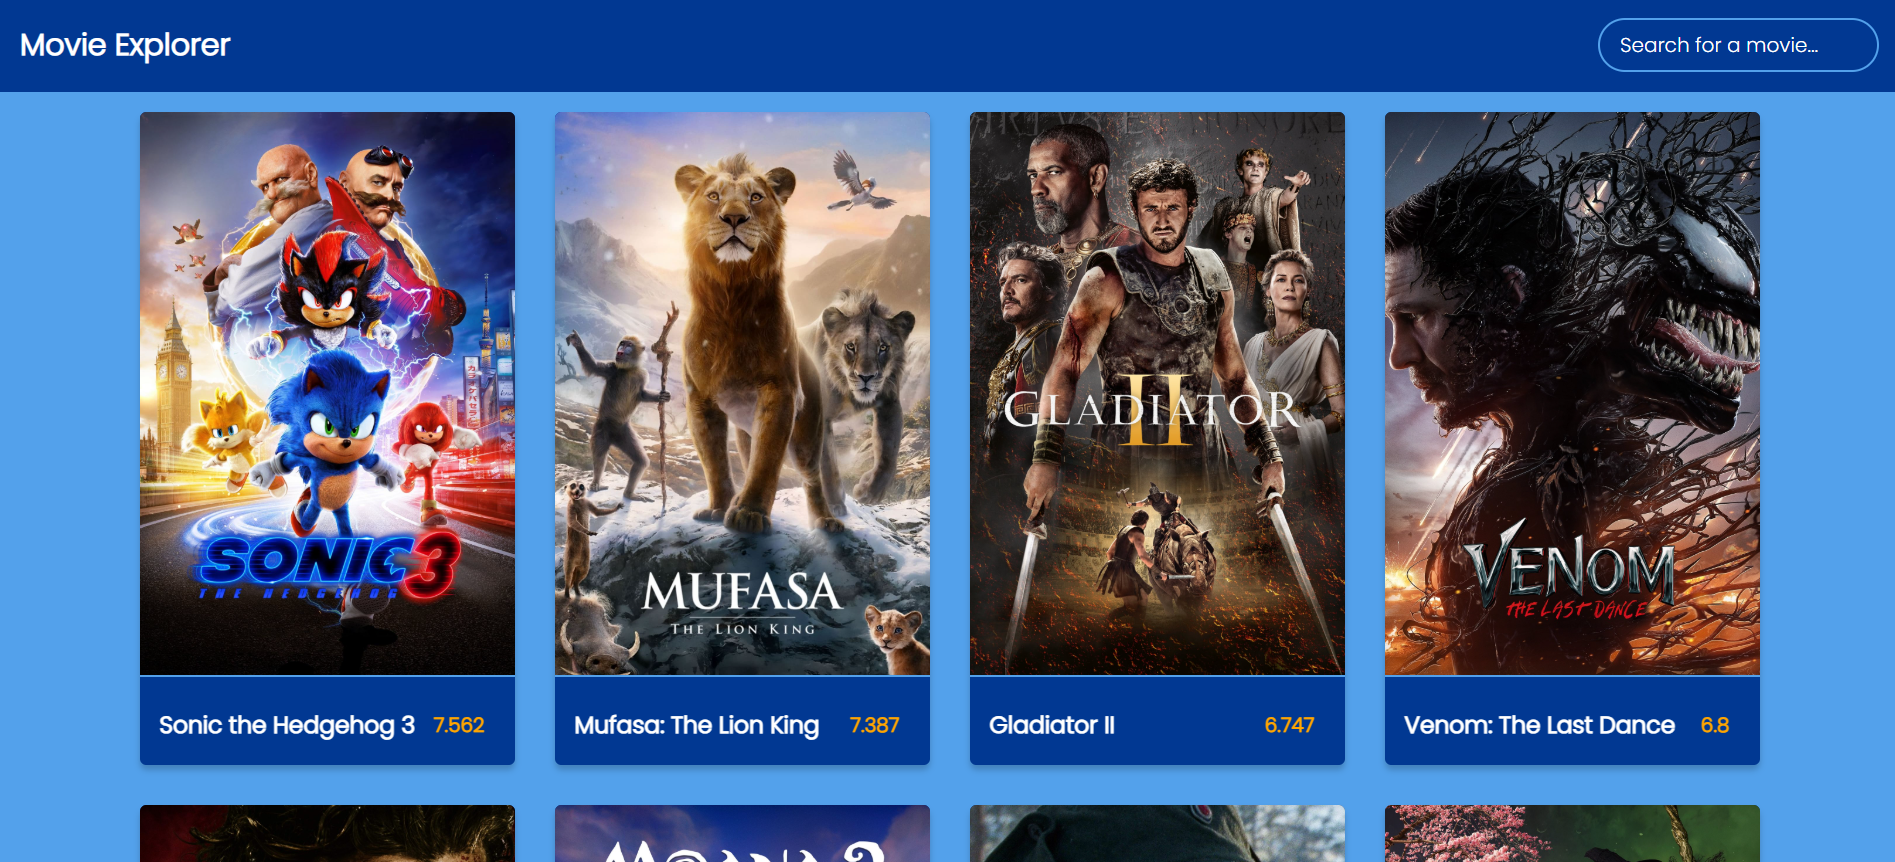 Movie Explorer
Search for a movie...
SONIC 3
THE HEDGEHOG
MUFASA
THE LION KING
GLADIATOR
II
VENOM
THE LAST DANCE
Sonic the Hedgehog 3 7.562
Mufasa: The Lion King 7.387
Gladiator II 6.747
Venom: The Last Dance 6.8